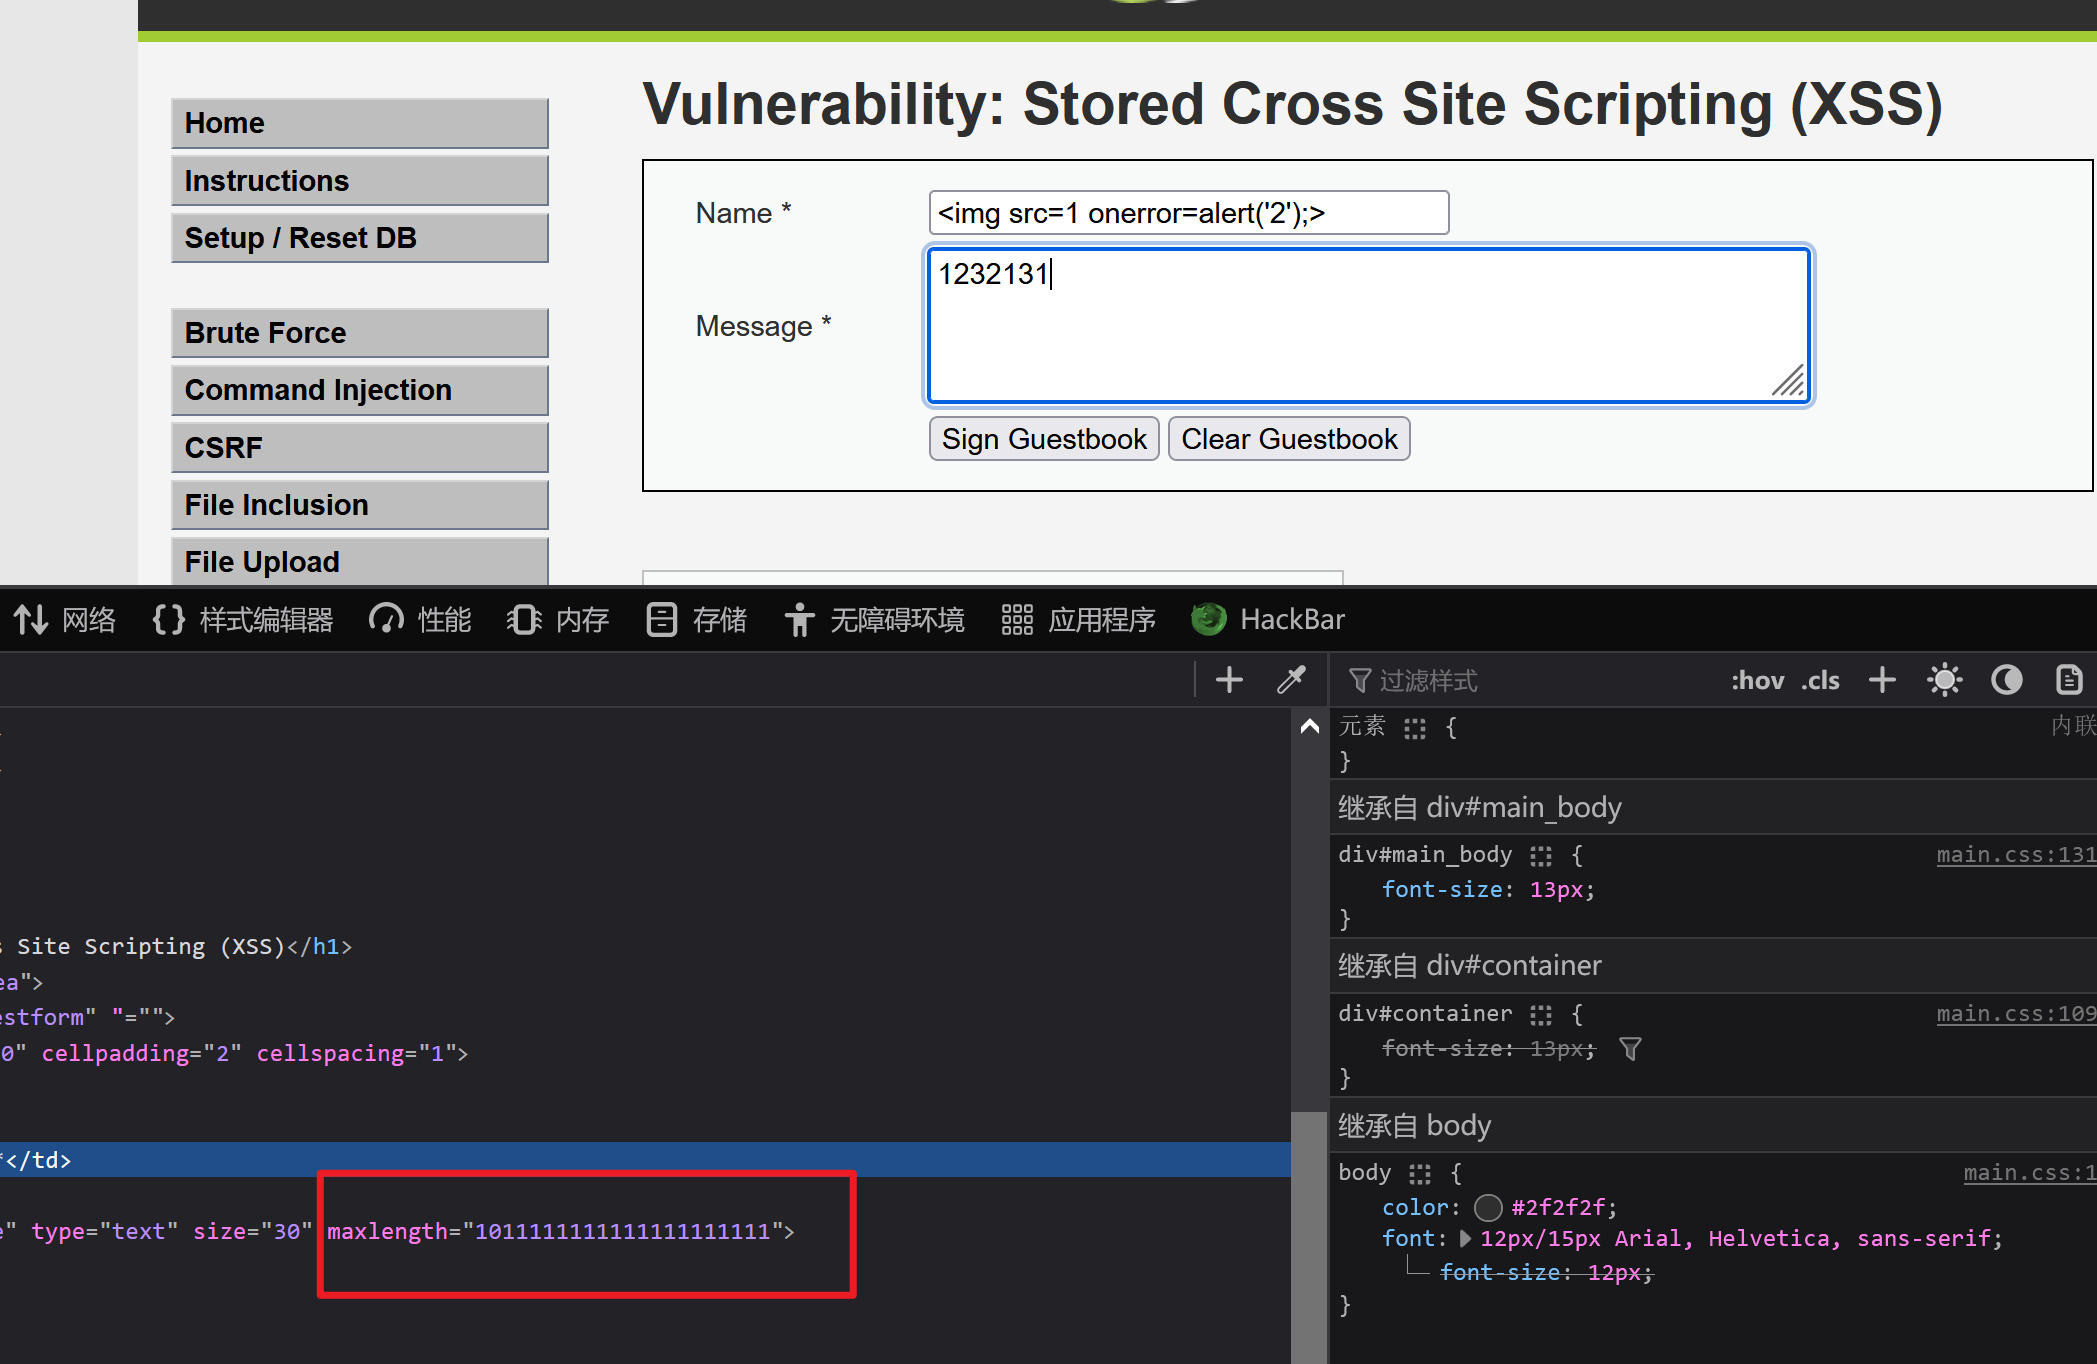 Vulnerability: Stored Cross Site Scripting (XSS)
Home
Instructions
Setup / Reset DB
Brute Force
Command Injection
CSRF
File Inclusion
File Upload
Name *
<img src=1 onerror=alert('2');>
Message *
1232131
Sign Guestbook
Clear Guestbook
网络
样式编辑器
性能
内存
存储
无障碍环境
应用程序
HackBar
Site Scripting (XSS)</h1>
ea">
estform" "="">
0" cellpadding="2" cellspacing="1">
</td>
" type="text" size="30" maxlength="1011111111111111111111">
过滤样式
:hov .cls
元素 {
内联
}
继承自 div#main_body
div#main_body {
main.css:131
font-size: 13px;
}
继承自 div#container
div#container {
main.css:109
font-size: 13px;
}
继承自 body
body {
main.css:1
color: #2f2f2f;
font: 12px/15px Arial, Helvetica, sans-serif;
font-size: 12px;
}